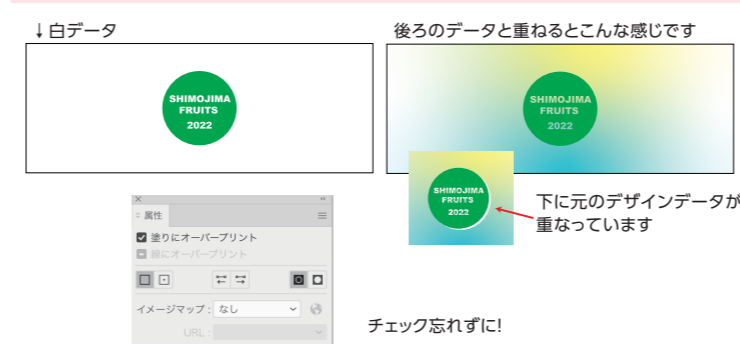 ↓白データ
SHIMOJIMA
FRUITS
2022
後ろのデータと重ねるとこんな感じです
SHIMOJIMA
FRUITS
2022
SHIMOJIMA
FRUITS
2022
下に元のデザインデータが
重なっています
属性
塗りにオーバープリント
線にオーバープリント
イメージマップ : なし
URL :
チェック忘れずに!